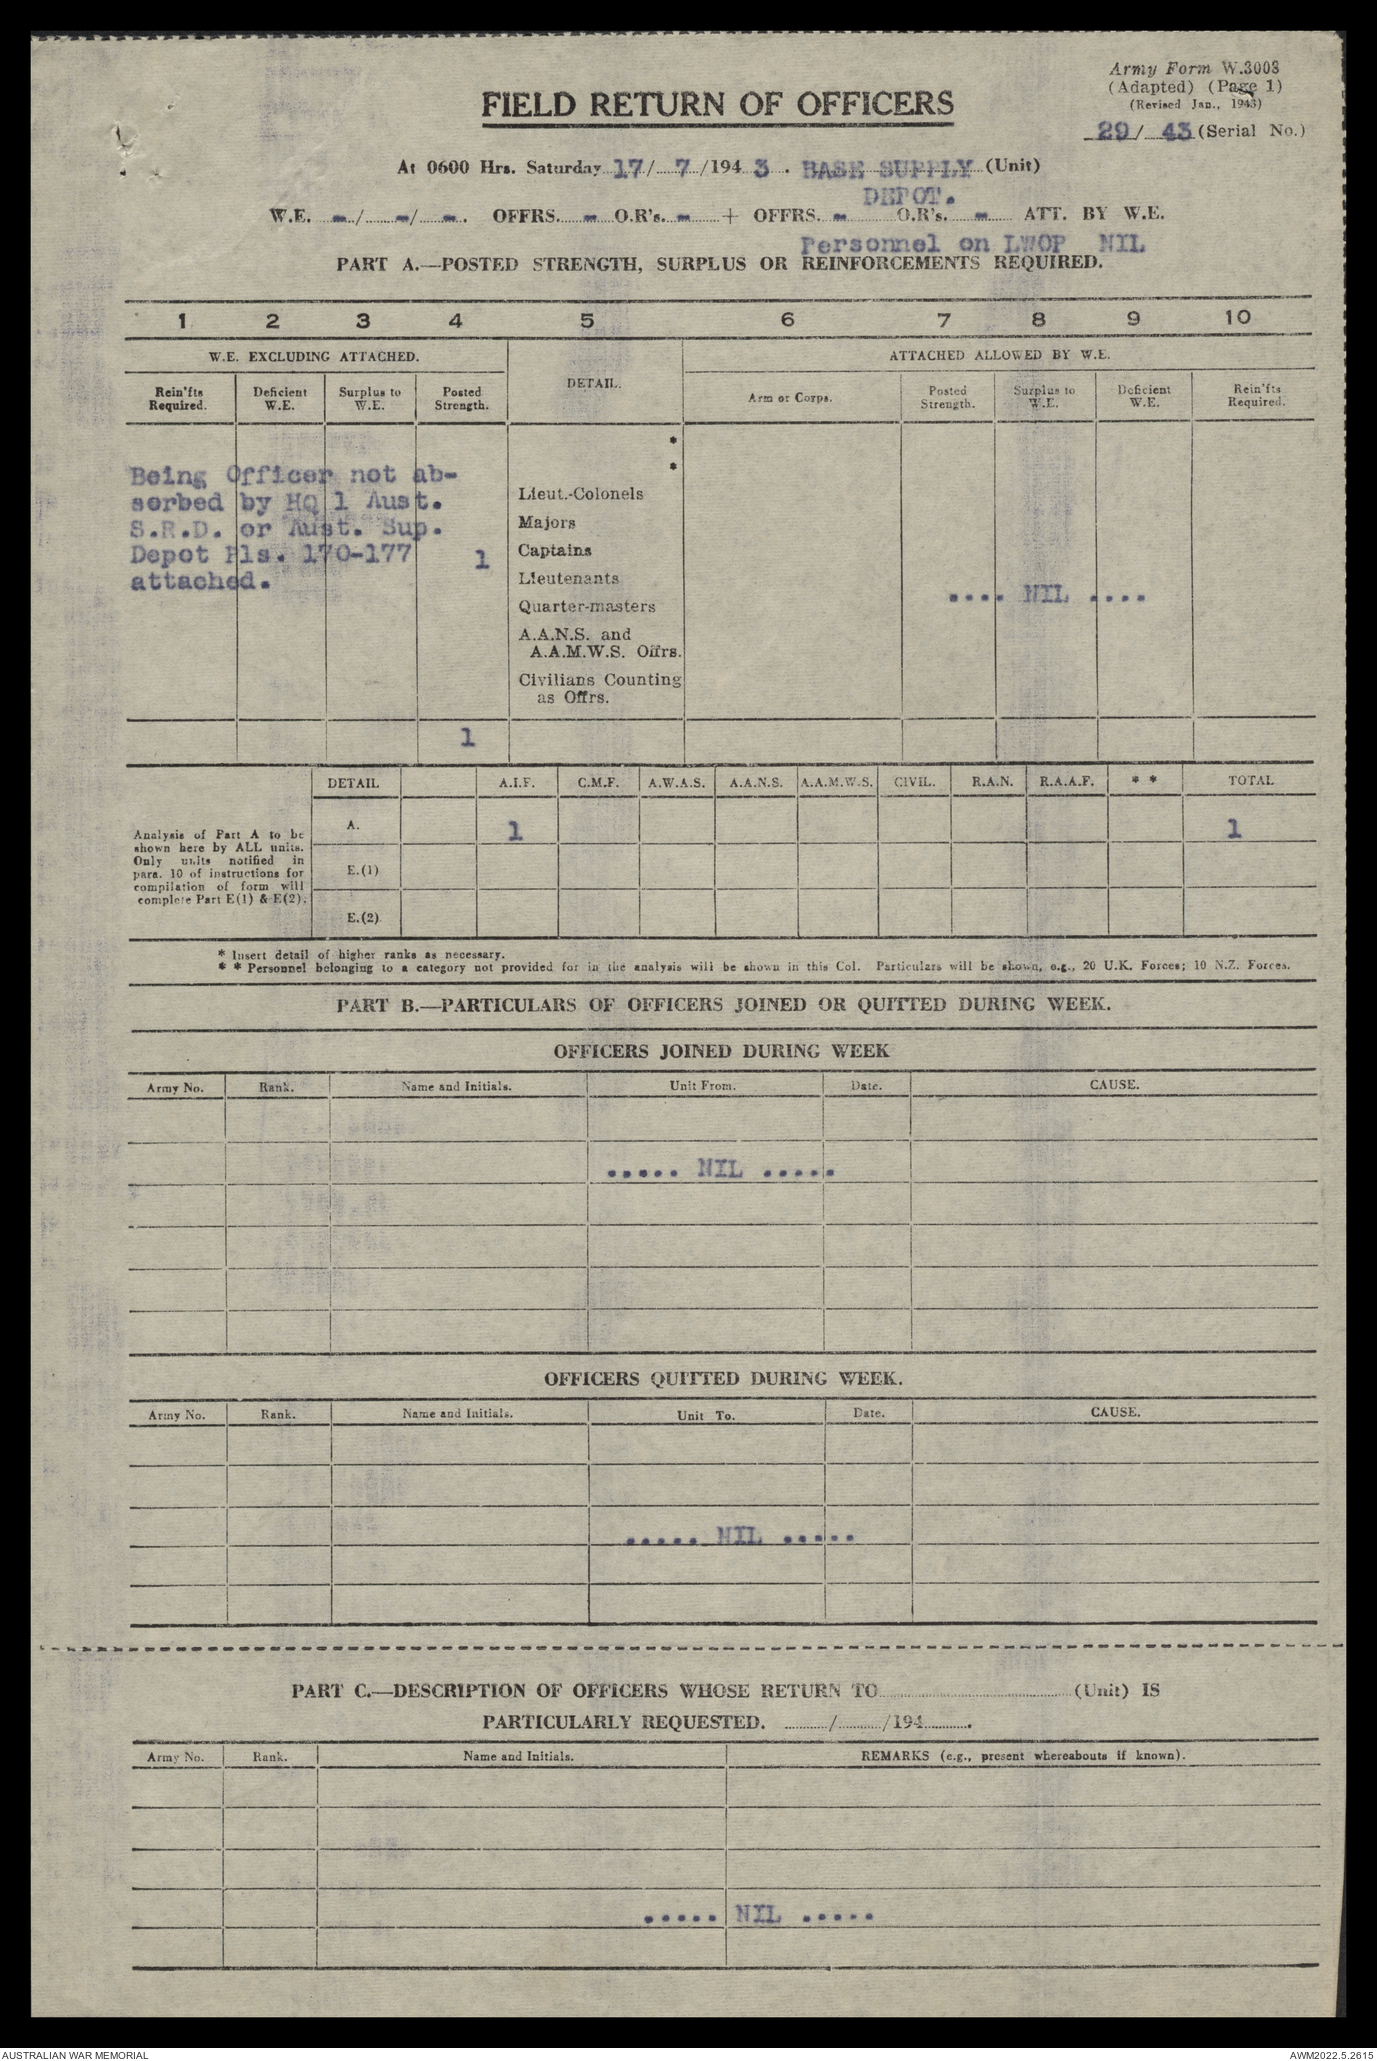 Army Form W.3008
(Adapted) (Page 1)
(Revised Jan., 1943)
29/ 43 (Serial No.)
FIELD RETURN OF OFFICERS
At 0600 Hrs. Saturday 17/ 7 /194 3 . BASE SUPPLY (Unit)
DEPOT.
W.E. - / - / - . OFFRS. - O.R's. - + OFFRS. - O.R's. - ATT. BY W.E.
Personnel on LWOP NIL
PART A.—POSTED STRENGTH, SURPLUS OR REINFORCEMENTS REQUIRED.
1 2 3 4 5 6 7 8 9 10
W.E. EXCLUDING ATTACHED. DETAIL. ATTACHED ALLOWED BY W.E.
Rein'fts Required. Deficient W.E. Surplus to W.E. Posted Strength. Arm or Corps. Posted Strength. Surplus to W.E. Deficient W.E. Rein'fts Required.
*
*
Being Officer not ab-
sorbed by HQ 1 Aust.
S.R.D. or Aust. Sup.
Depot Pls. 170-177 1
attached.
Lieut.-Colonels
Majors
Captains
Lieutenants
Quarter-masters
A.A.N.S. and
A.A.M.W.S. Offrs.
Civilians Counting
as Offrs.
.... NIL ....
1
DETAIL A.I.F. C.M.F. A.W.A.S. A.A.N.S. A.A.M.W.S. CIVIL. R.A.N. R.A.A.F. * * TOTAL
Analysis of Part A to be
shown here by ALL units.
Only units notified in
para. 10 of instructions for
compilation of form will
complete Part E(1) & E(2).
A. 1 1
E.(1)
E.(2)
* Insert detail of higher ranks as necessary.
* * Personnel belonging to a category not provided for in the analysis will be shown in this Col. Particulars will be shown, e.g., 20 U.K. Forces; 10 N.Z. Forces.
PART B.—PARTICULARS OF OFFICERS JOINED OR QUITTED DURING WEEK.
OFFICERS JOINED DURING WEEK
Army No. Rank. Name and Initials. Unit From. Date. CAUSE.
..... NIL .....
OFFICERS QUITTED DURING WEEK.
Army No. Rank. Name and Initials. Unit To. Date. CAUSE.
..... NIL .....
PART C.—DESCRIPTION OF OFFICERS WHOSE RETURN TO.................(Unit) IS
PARTICULARLY REQUESTED. ........../........../194..........
Army No. Rank. Name and Initials. REMARKS (e.g., present whereabouts if known).
..... NIL .....
AUSTRALIAN WAR MEMORIAL AWM2022.5.2615